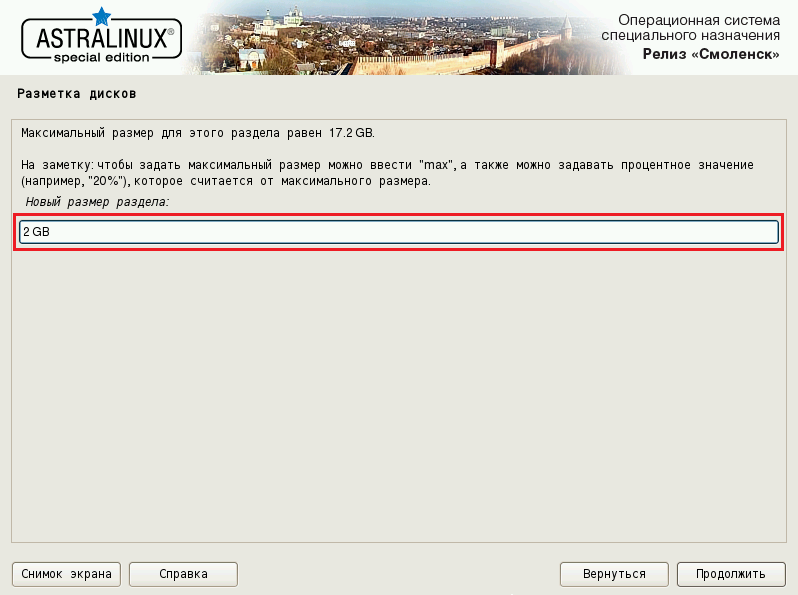 ASTRALINUX®
special edition
Операционная система
специального назначения
Релиз «Смоленск»
Разметка дисков
Максимальный размер для этого раздела равен 17.2 GB.
На заметку: чтобы задать максимальный размер можно ввести "max", а также можно задавать процентное значение
(например, "20%"), которое считается от максимального размера.
Новый размер раздела:
2 GB
Снимок экрана
Справка
Вернуться
Продолжить